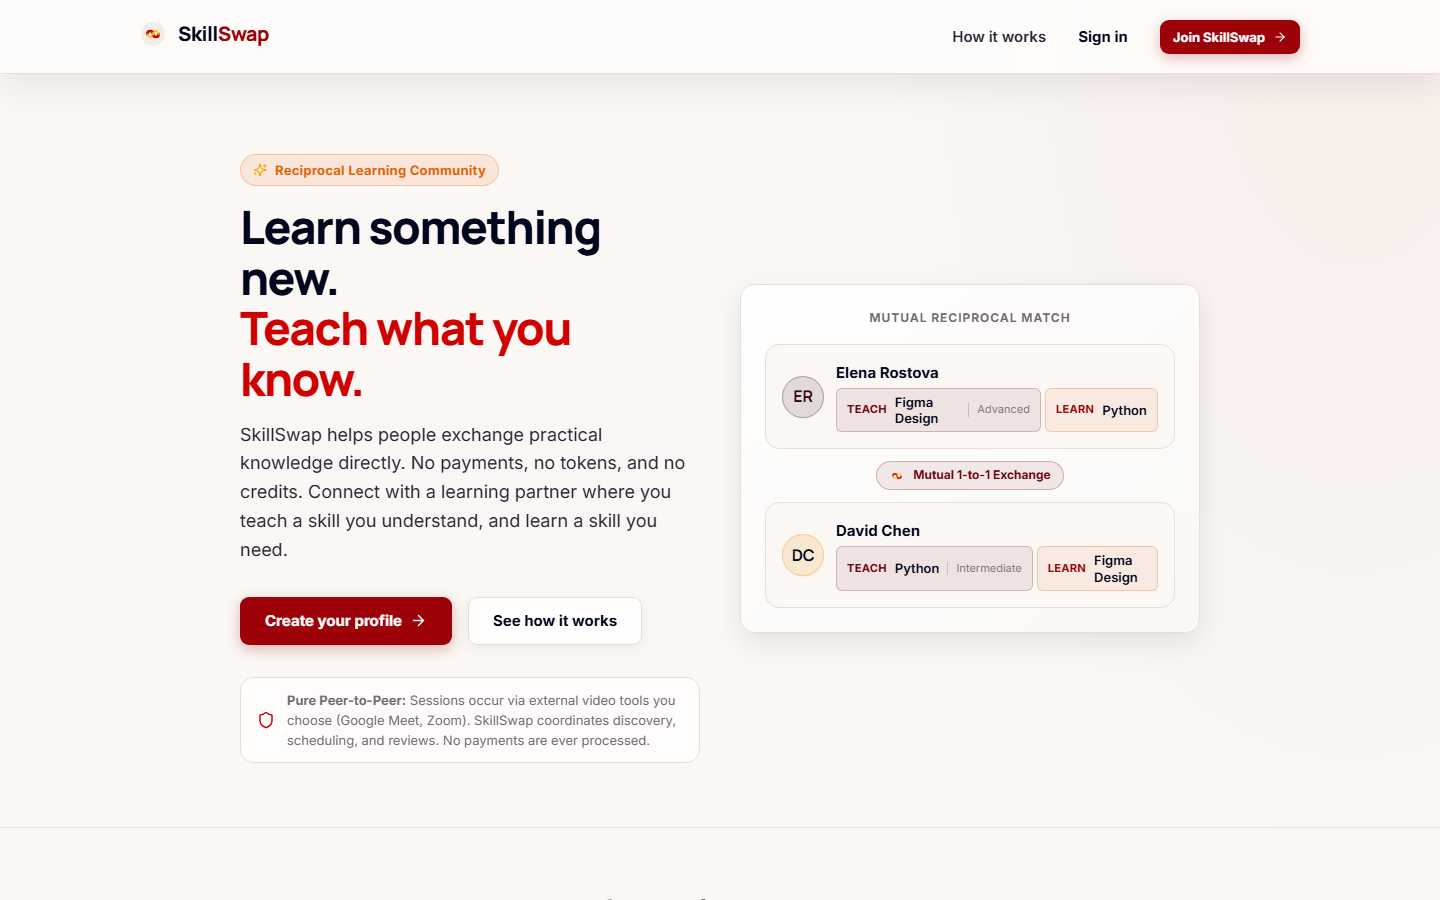 SkillSwap
How it works
Sign in
Join SkillSwap
Reciprocal Learning Community
Learn something
new.
Teach what you
know.
SkillSwap helps people exchange practical
knowledge directly. No payments, no tokens, and no
credits. Connect with a learning partner where you
teach a skill you understand, and learn a skill you
need.
Create your profile
See how it works
Pure Peer-to-Peer: Sessions occur via external video tools you
choose (Google Meet, Zoom). SkillSwap coordinates discovery,
scheduling, and reviews. No payments are ever processed.
MUTUAL RECIPROCAL MATCH
ER
Elena Rostova
TEACH Figma Design Advanced
LEARN Python
Mutual 1-to-1 Exchange
DC
David Chen
TEACH Python Intermediate
LEARN Figma Design